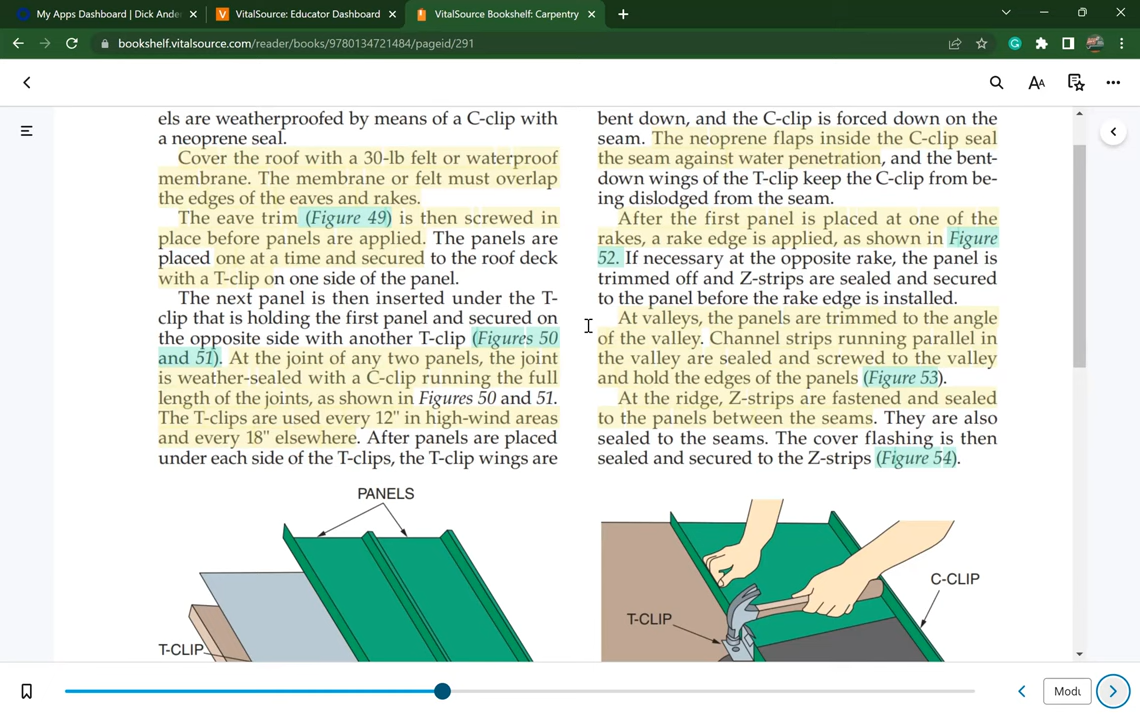 My Apps Dashboard | Dick Ander
VitalSource: Educator Dashboard
VitalSource Bookshelf: Carpentry
bookshelf.vitalsource.com/reader/books/9780134721484/pageid/291
els are weatherproofed by means of a C-clip with
a neoprene seal.
Cover the roof with a 30-lb felt or waterproof
membrane. The membrane or felt must overlap
the edges of the eaves and rakes.
The eave trim (Figure 49) is then screwed in
place before panels are applied. The panels are
placed one at a time and secured to the roof deck
with a T-clip on one side of the panel.
The next panel is then inserted under the T-
clip that is holding the first panel and secured on
the opposite side with another T-clip (Figures 50
and 51). At the joint of any two panels, the joint
is weather-sealed with a C-clip running the full
length of the joints, as shown in Figures 50 and 51.
The T-clips are used every 12" in high-wind areas
and every 18" elsewhere. After panels are placed
under each side of the T-clips, the T-clip wings are
bent down, and the C-clip is forced down on the
seam. The neoprene flaps inside the C-clip seal
the seam against water penetration, and the bent-
down wings of the T-clip keep the C-clip from be-
ing dislodged from the seam.
After the first panel is placed at one of the
rakes, a rake edge is applied, as shown in Figure
52. If necessary at the opposite rake, the panel is
trimmed off and Z-strips are sealed and secured
to the panel before the rake edge is installed.
At valleys, the panels are trimmed to the angle
of the valley. Channel strips running parallel in
the valley are sealed and screwed to the valley
and hold the edges of the panels (Figure 53).
At the ridge, Z-strips are fastened and sealed
to the panels between the seams. They are also
sealed to the seams. The cover flashing is then
sealed and secured to the Z-strips (Figure 54).
PANELS
T-CLIP
C-CLIP
T-CLIP
Modu